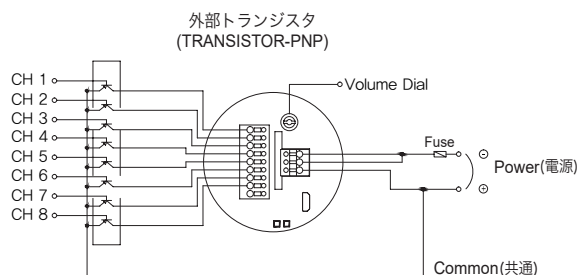 外部トランジスタ
(TRANSISTOR-PNP)
CH 1
CH 2
CH 3
CH 4
CH 5
CH 6
CH 7
CH 8
Volume Dial
Fuse
Power(電源)
Common(共通)